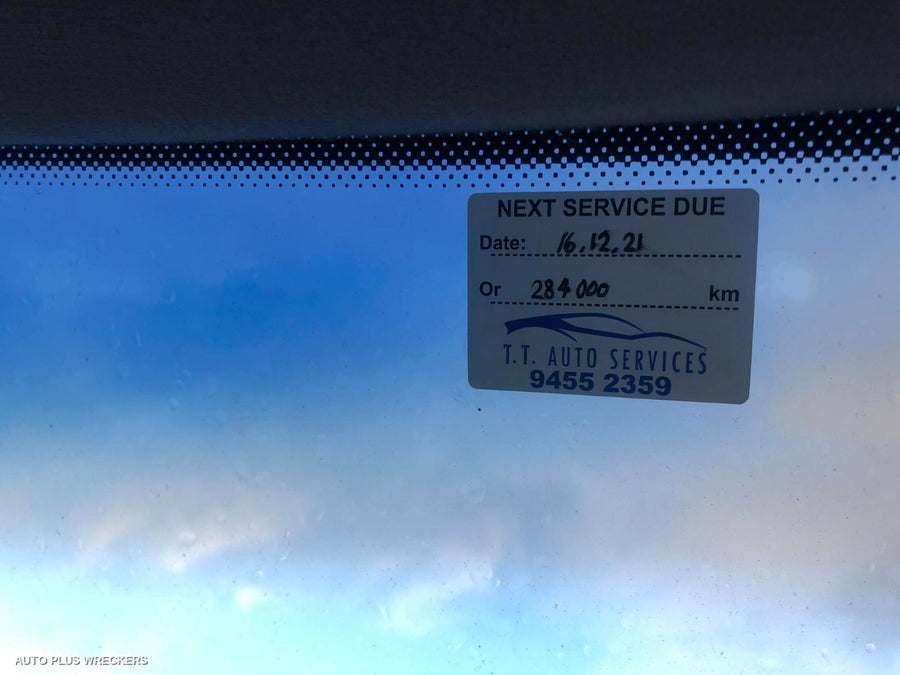 NEXT SERVICE DUE
Date: 16.12.21
Or 284000 km
T.T. AUTO SERVICES
9455 2359
AUTO PLUS WRECKERS